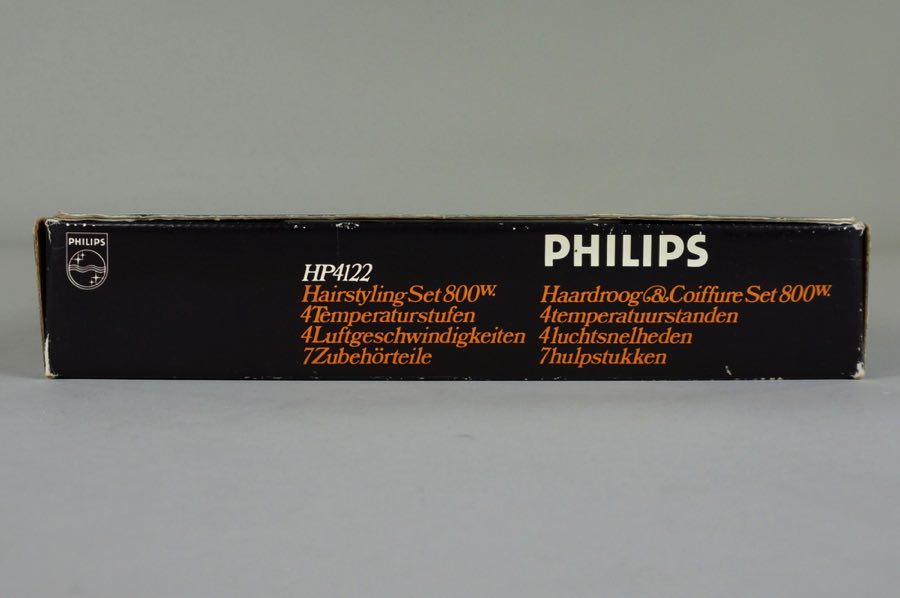 PHILIPS
HP4122
Hairstyling Set 800W.
4Temperaturstufen
4Luftgeschwindigkeiten
7Zubehörteile
PHILIPS
Haardroog & Coiffure Set 800W.
4temperatuurstanden
4luchtsnelheden
7hulpstukken